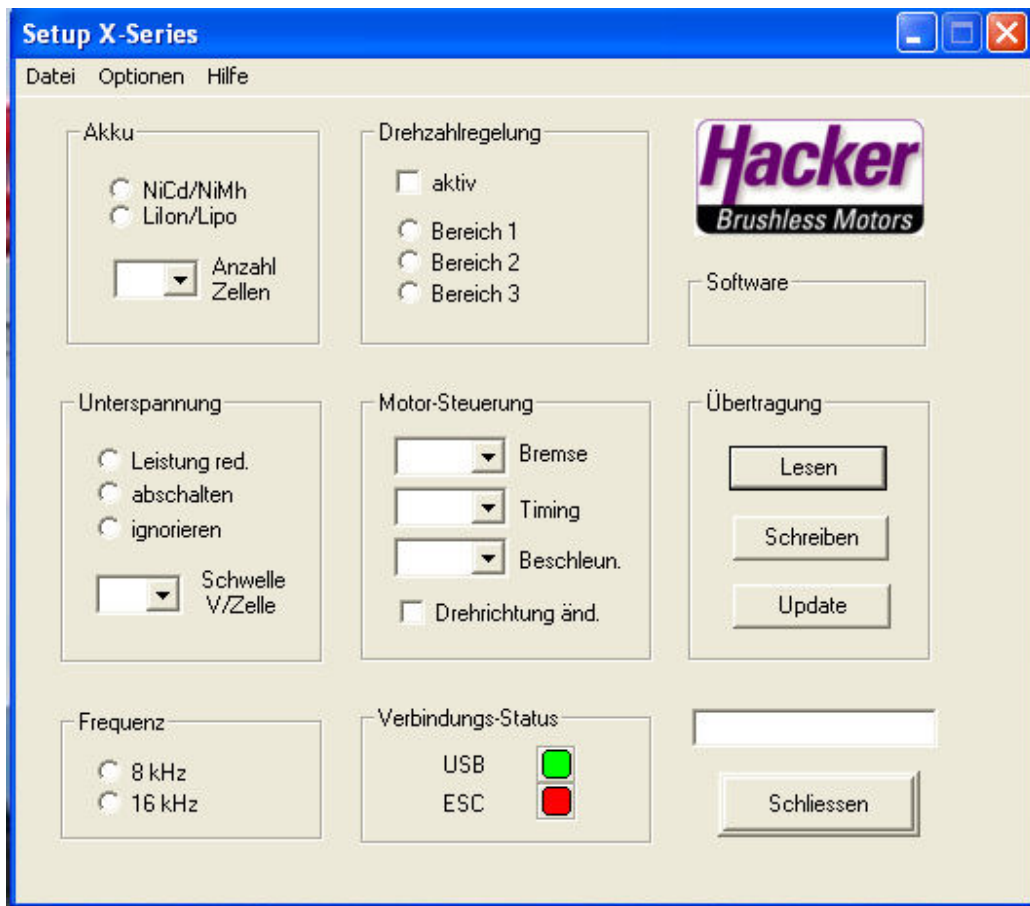 Setup X-Series
Datei Optionen Hilfe
Akku
NiCd/NiMh
LiIon/Lipo
Anzahl
Zellen
Drehzahlregelung
aktiv
Bereich 1
Bereich 2
Bereich 3
Hacker
Brushless Motors
Software
Unterspannung
Leistung red.
abschalten
ignorieren
Schwelle
V/Zelle
Motor-Steuerung
Bremse
Timing
Beschleun.
Drehrichtung änd.
Übertragung
Lesen
Schreiben
Update
Frequenz
8 kHz
16 kHz
Verbindungs-Status
USB
ESC
Schliessen